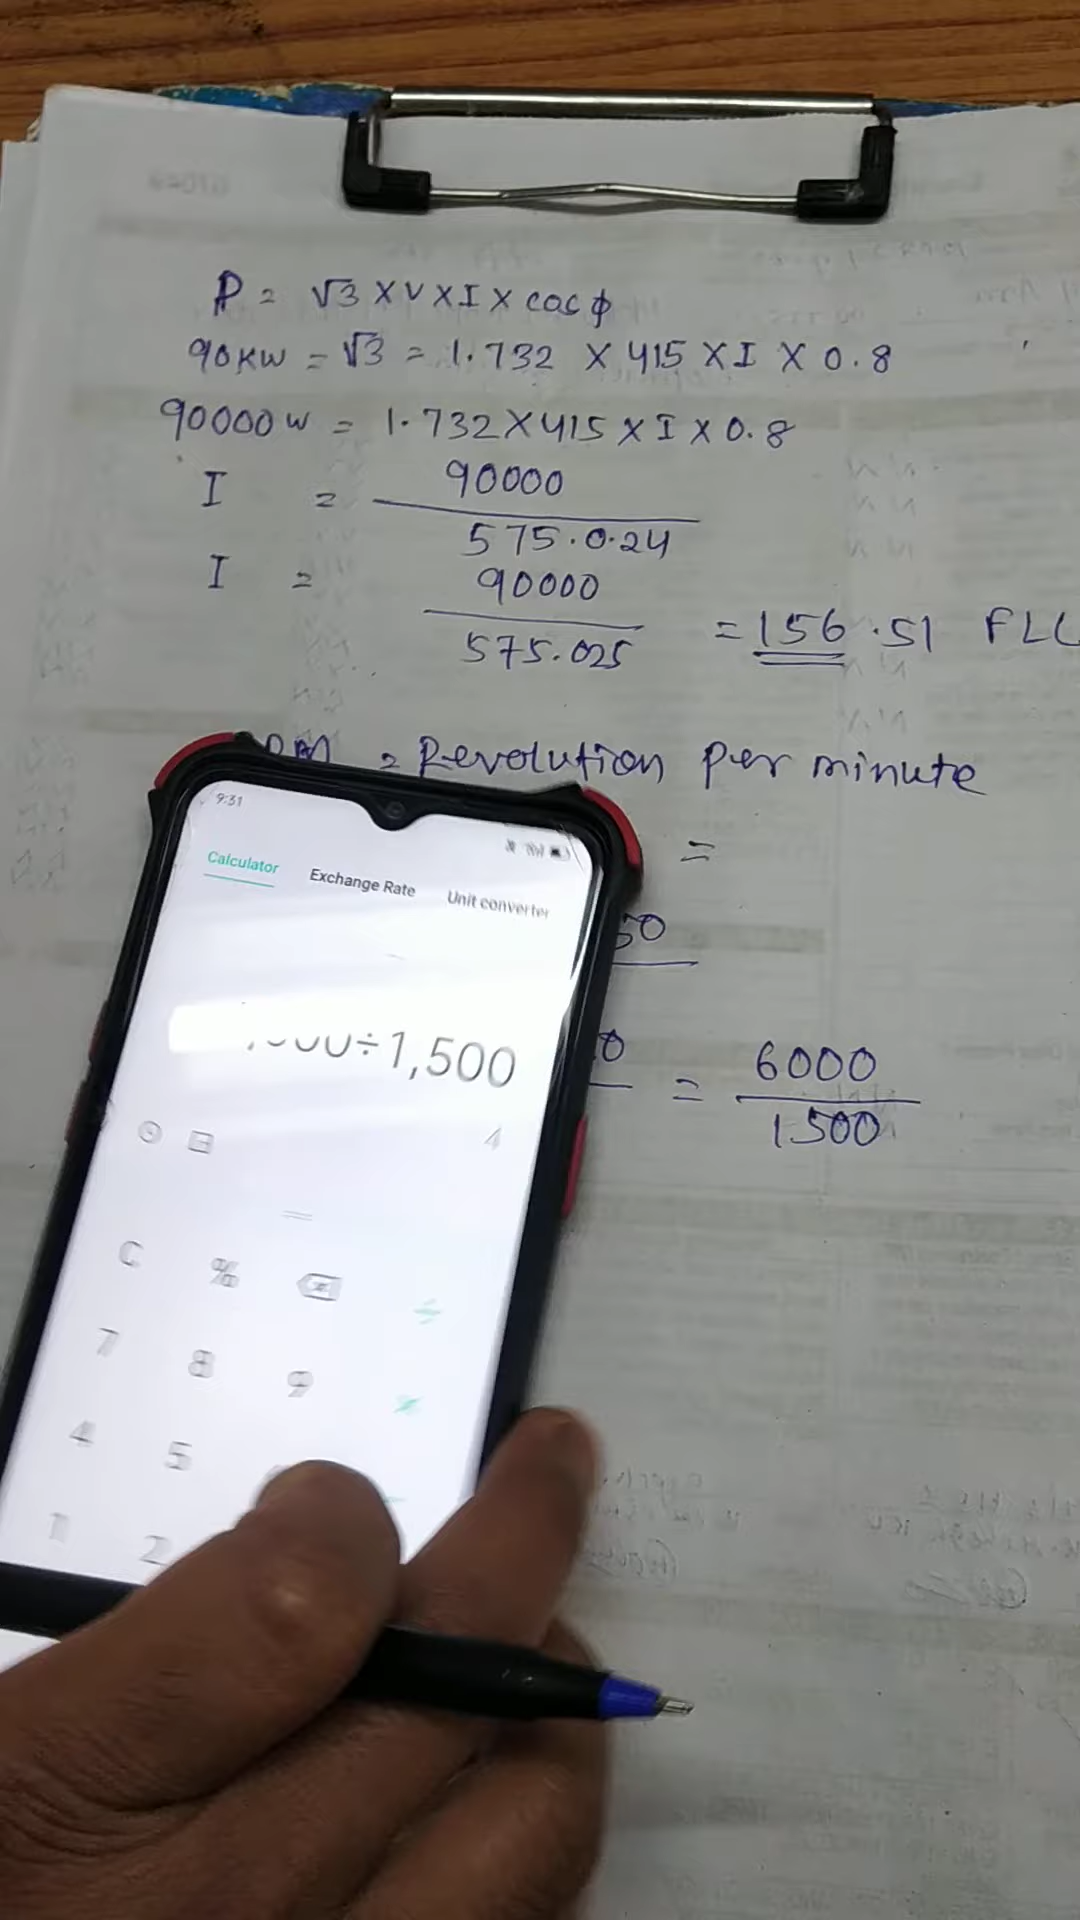 P = √3 X V X I X cos ϕ
90KW = √3 = 1.732 X 415 X I X 0.8
90000 W = 1.732 X 415 X I X 0.8
I = 90000
575.0.24
I = 90000
575.025
= 156.51 FLC
= Revolution per minute
=
50
0
= 6000
1500
9:31
Calculator Exchange Rate Unit converter
÷1,500
4
=
C % ÷
7 8 9 ×
4 5
1 2